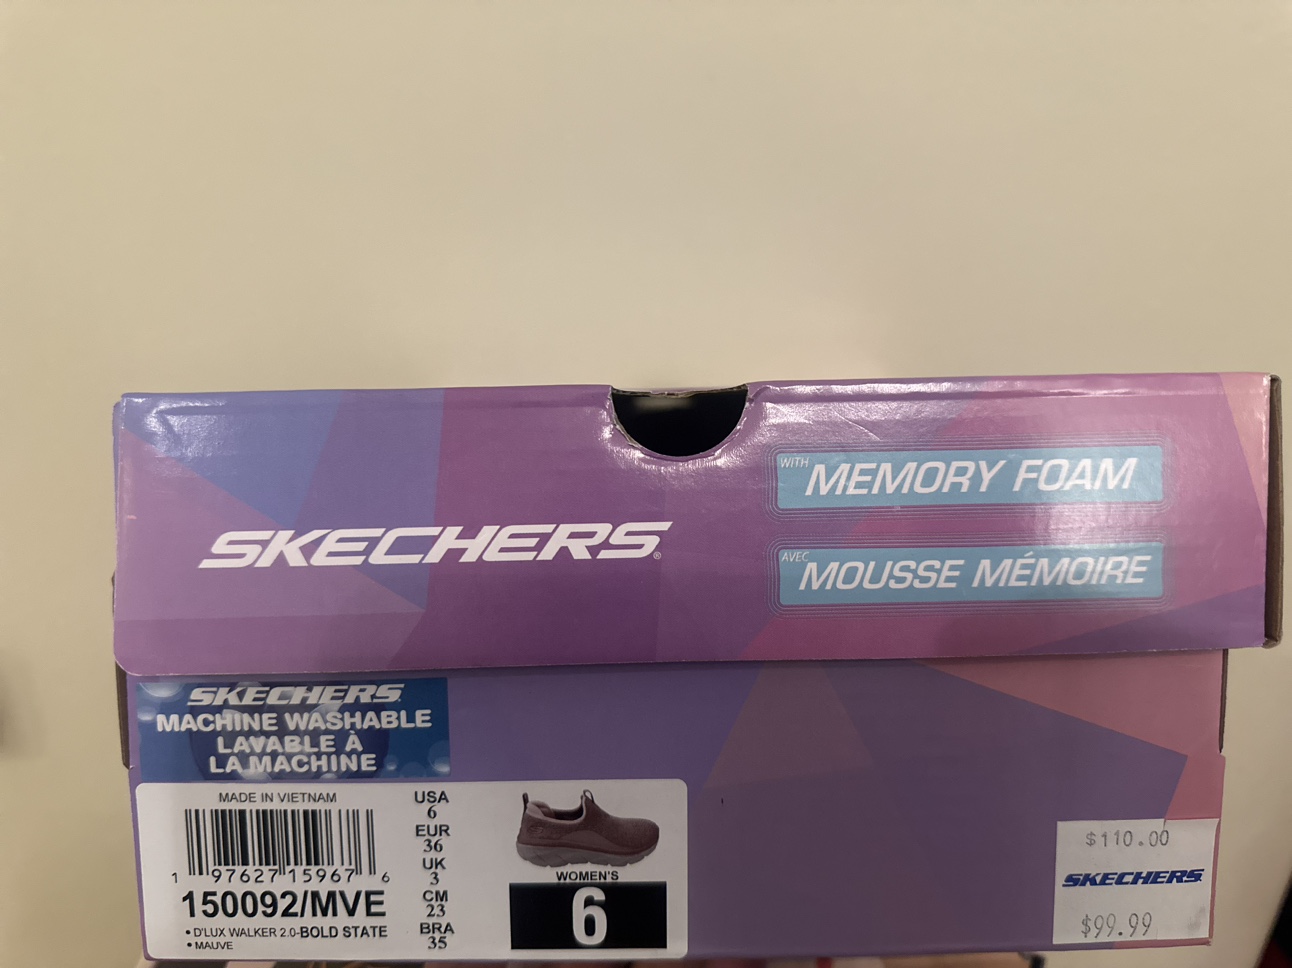 WITH MEMORY FOAM
SKECHERS®
AVEC MOUSSE MÉMOIRE
SKECHERS
MACHINE WASHABLE
LAVABLE À
LA MACHINE
MADE IN VIETNAM
1 97627 15967 6
150092/MVE
• D'LUX WALKER 2.0-BOLD STATE
• MAUVE
USA
6
EUR
36
UK
3
CM
23
BRA
35
WOMEN'S
6
$110.00
SKECHERS
$99.99